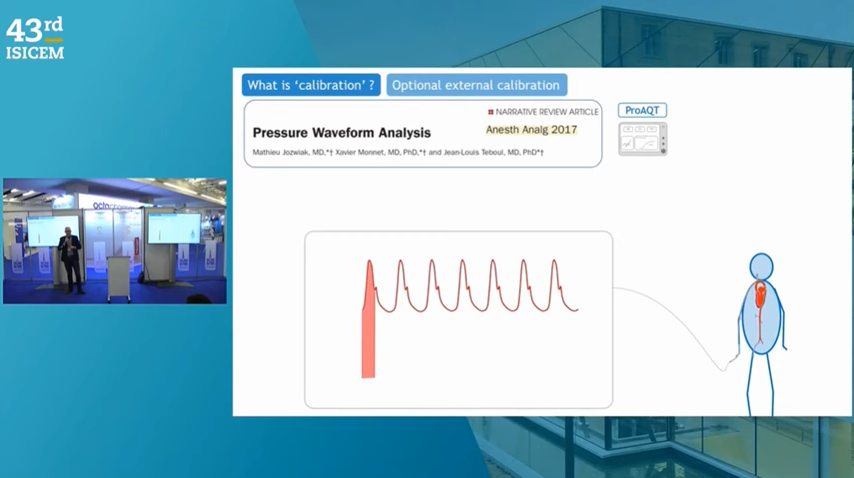 43rd
ISICEM
What is ‘calibration’ ?
Optional external calibration
NARRATIVE REVIEW ARTICLE
ProAQT
Pressure Waveform Analysis
Anesth Analg 2017
Mathieu Jozwiak, MD,*† Xavier Monnet, MD, PhD,*† and Jean-Louis Teboul, MD, PhD*†